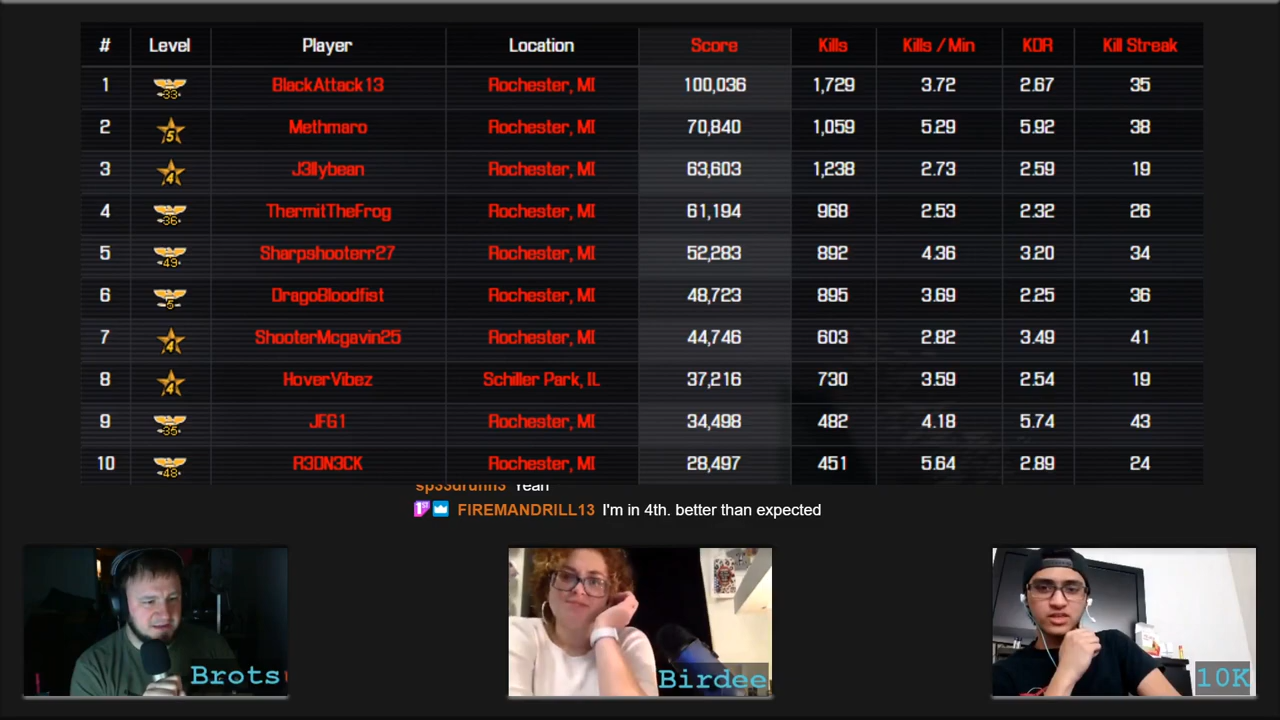 # Level Player Location Score Kills Kills / Min KDR Kill Streak
1 33 BlackAttack13 Rochester, MI 100,036 1,729 3.72 2.67 35
2 5 Methmaro Rochester, MI 70,840 1,059 5.29 5.92 38
3 4 J3llybean Rochester, MI 63,603 1,238 2.73 2.59 19
4 36 ThermitTheFrog Rochester, MI 61,194 968 2.53 2.32 26
5 49 Sharpshooterr27 Rochester, MI 52,283 892 4.36 3.20 34
6 5 DragoBloodfist Rochester, MI 48,723 895 3.69 2.25 36
7 4 ShooterMcgavin25 Rochester, MI 44,746 603 2.82 3.49 41
8 4 HoverVibez Schiller Park, IL 37,216 730 3.59 2.54 19
9 35 JFG1 Rochester, MI 34,498 482 4.18 5.74 43
10 48 R3DN3CK Rochester, MI 28,497 451 5.64 2.89 24
Yeah
1ST FIREMANDRILL13 I'm in 4th. better than expected
Brots
Birdee
10K